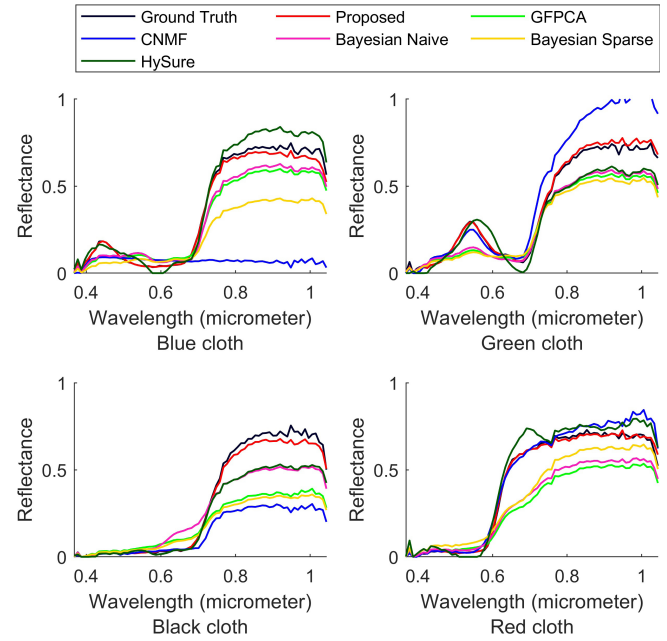 Ground Truth Proposed GFPCA
CNMF Bayesian Naive Bayesian Sparse
HySure
1 1
Reflectance Reflectance
0.5 0.5
0 0
0.4 0.6 0.8 1 0.4 0.6 0.8 1
Wavelength (micrometer) Wavelength (micrometer)
Blue cloth Green cloth
1 1
Reflectance Reflectance
0.5 0.5
0 0
0.4 0.6 0.8 1 0.4 0.6 0.8 1
Wavelength (micrometer) Wavelength (micrometer)
Black cloth Red cloth